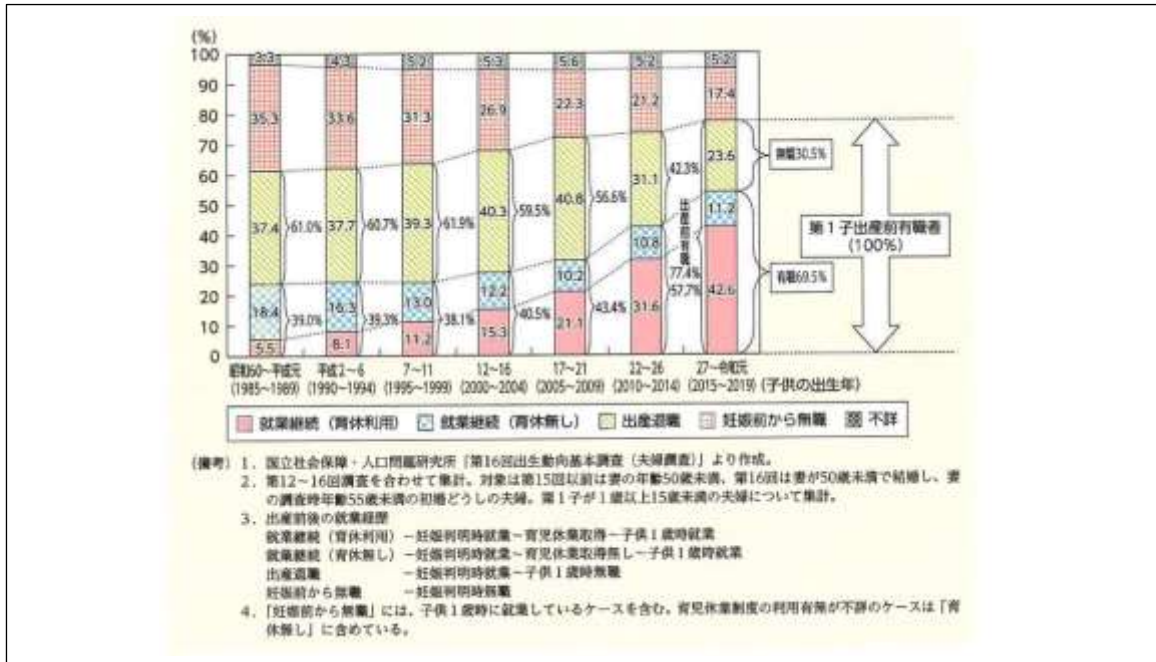 (%)
100
90
80
70
60
50
40
30
20
10
0
3.3 4.3 5.2 5.3 5.6 5.2 5.2
35.3 33.6 31.3 26.9 22.3 21.2 17.4
37.4 37.7 39.3 40.3 40.8 31.1 23.6
18.4 16.3 13.0 12.2 10.2 10.8 11.2
5.5 8.1 11.2 15.3 21.1 31.6 42.6
61.0% 60.7% 61.9% 59.5% 56.6% 42.3%
39.0% 39.3% 38.1% 40.5% 43.4% 57.7%
出産前有職
77.4%
無職30.5%
有職69.5%
第1子出産前有職者
(100%)
昭和60~平成元 平成2~6 7~11 12~16 17~21 22~26 27~令和元
(1985~1989) (1990~1994) (1995~1999) (2000~2004) (2005~2009) (2010~2014) (2015~2019) (子供の出生年)
就業継続(育休利用) 就業継続(育休無し) 出産退職 妊娠前から無職 不詳
(備考) 1. 国立社会保障・人口問題研究所「第16回出生動向基本調査(夫婦調査)」より作成。
2. 第12~16回調査を合わせて集計。対象は第15回以前は妻の年齢50歳未満、第16回は妻が50歳未満で結婚し、妻
の調査時年齢55歳未満の初婚どうしの夫婦。第1子が1歳以上15歳未満の夫婦について集計。
3. 出産前後の就業経歴
就業継続(育休利用)-妊娠判明時就業~育児休業取得~子供1歳時就業
就業継続(育休無し)-妊娠判明時就業~育児休業取得無し~子供1歳時就業
出産退職 -妊娠判明時就業~子供1歳時無職
妊娠前から無職 -妊娠判明時無職
4. 「妊娠前から無職」には、子供1歳時に就業しているケースを含む。育児休業制度の利用有無が不詳のケースは「育
休無し」に含めている。